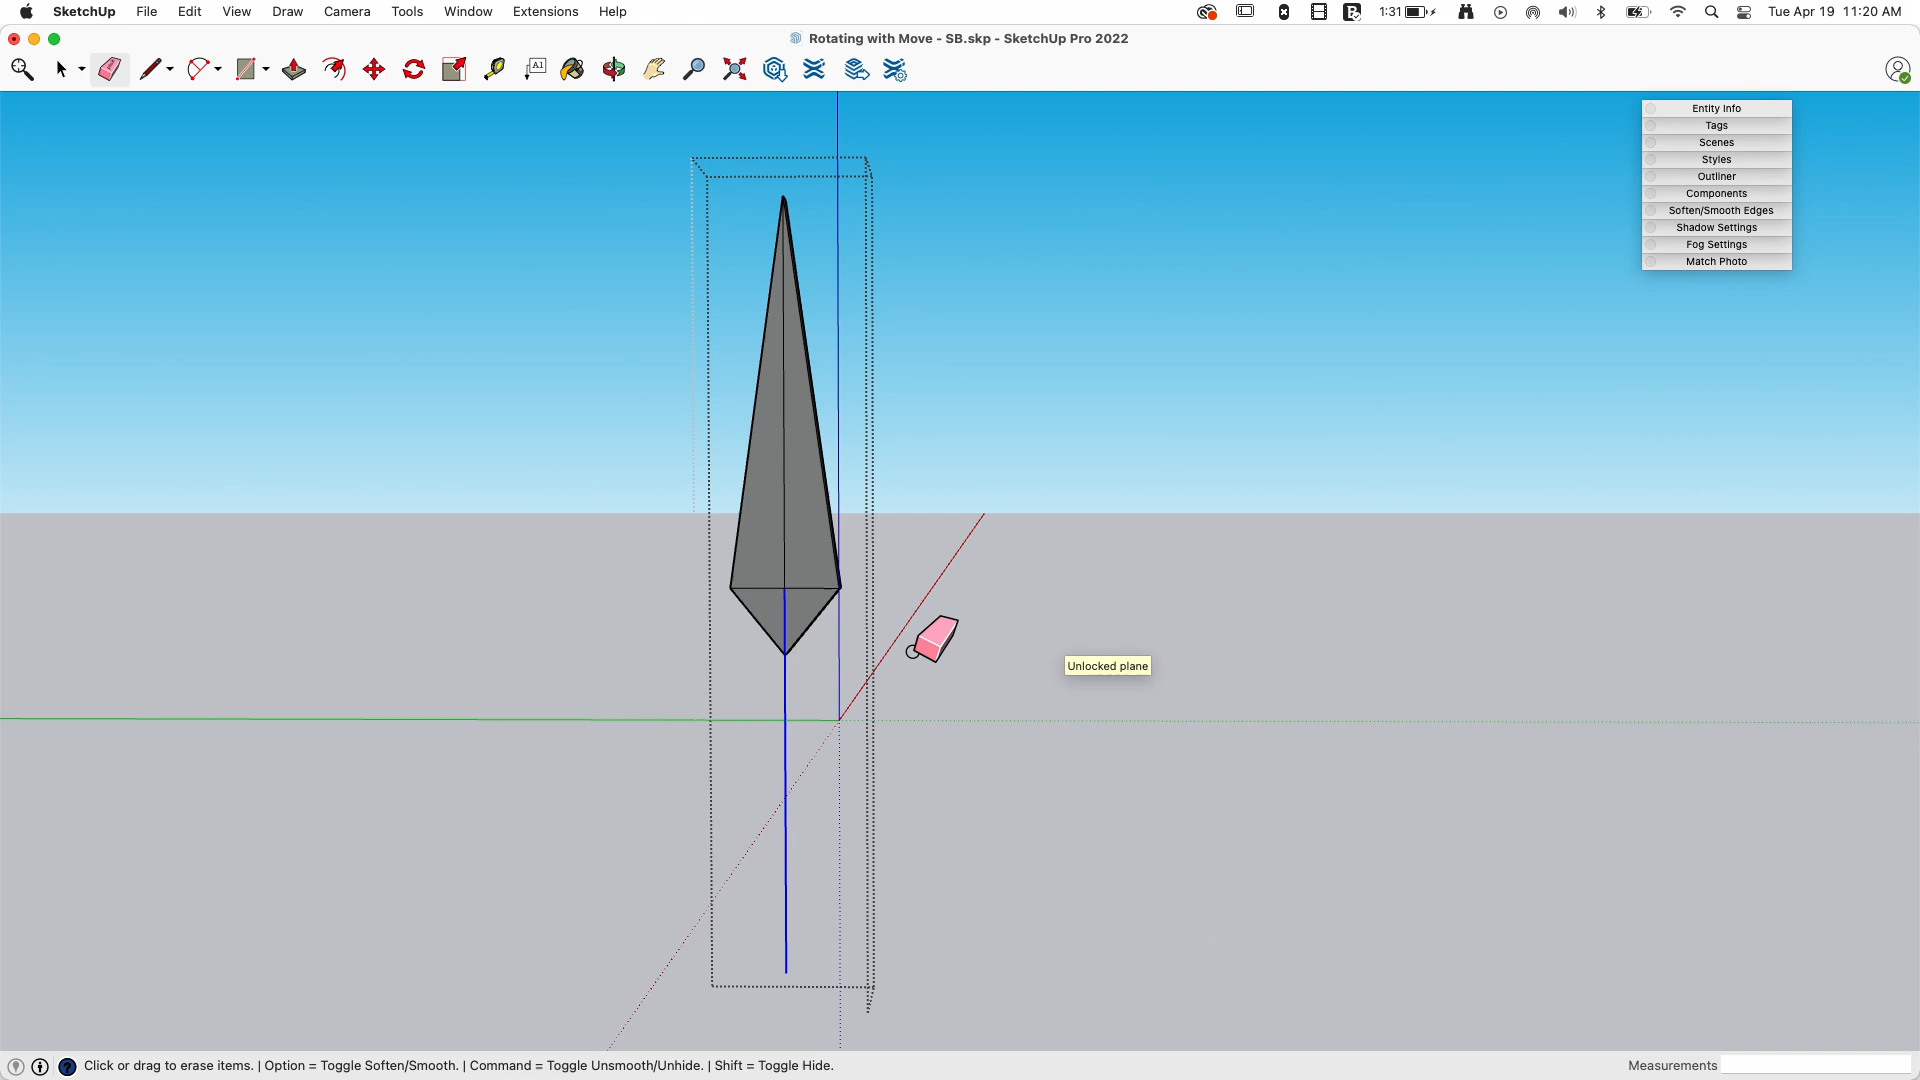 SketchUp File Edit View Draw Camera Tools Window Extensions Help 1:31 Tue Apr 19 11:20 AM
Rotating with Move - SB.skp - SketchUp Pro 2022
A1
Entity Info
Tags
Scenes
Styles
Outliner
Components
Soften/Smooth Edges
Shadow Settings
Fog Settings
Match Photo
Unlocked plane
Click or drag to erase items. | Option = Toggle Soften/Smooth. | Command = Toggle Unsmooth/Unhide. | Shift = Toggle Hide. Measurements